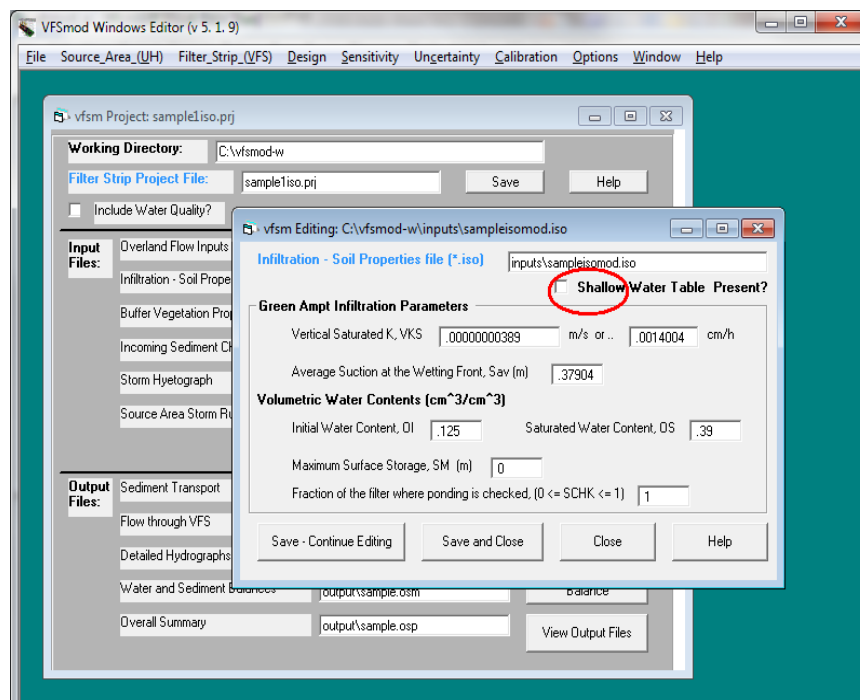 VFSmod Windows Editor (v 5. 1. 9)
File Source_Area_(UH) Filter_Strip_(VFS) Design Sensitivity Uncertainty Calibration Options Window Help
vfsm Project: sample1iso.prj
Working Directory: C:\vfsmod-w
Filter Strip Project File: sample1iso.prj Save Help
Include Water Quality?
Input Files:
Overland Flow Inputs
Infiltration - Soil Prope
Buffer Vegetation Pro
Incoming Sediment C
Storm Hyetograph
Source Area Storm Ru
Output Files:
Sediment Transport
Flow through VFS
Detailed Hydrographs
Water and Sediment Balances output\sample.osm Balance
Overall Summary output\sample.osp View Output Files
vfsm Editing: C:\vfsmod-w\inputs\sampleisomod.iso
Infiltration - Soil Properties file (*.iso) inputs\sampleisomod.iso
Shallow Water Table Present?
Green Ampt Infiltration Parameters
Vertical Saturated K, VKS .00000000389 m/s or .. .0014004 cm/h
Average Suction at the Wetting Front, Sav (m) .37904
Volumetric Water Contents (cm^3/cm^3)
Initial Water Content, OI .125 Saturated Water Content, OS .39
Maximum Surface Storage, SM (m) 0
Fraction of the filter where ponding is checked, (0 <= SCHK <= 1) 1
Save - Continue Editing Save and Close Close Help